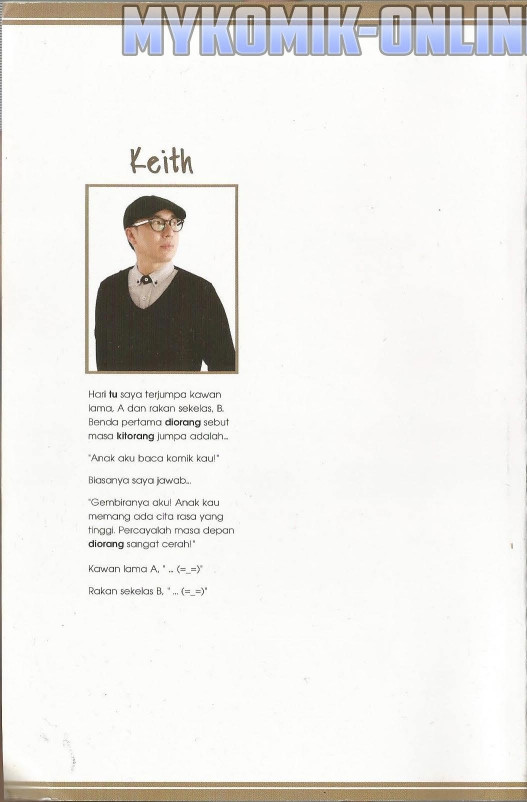 MYKOMIK-ONLIN
Keith
Hari tu saya terjumpa kawan
lama, A dan rakan sekelas, B.
Benda pertama diorang sebut
masa kitorang jumpa adalah...
"Anak aku baca komik kau!"
Biasanya saya jawab...
"Gembiranya aku! Anak kau
memang ada cita rasa yang
tinggi. Percayalah masa depan
diorang sangat cerah!"
Kawan lama A, " ... (=_=)"
Rakan sekelas B, " ... (=_=)"